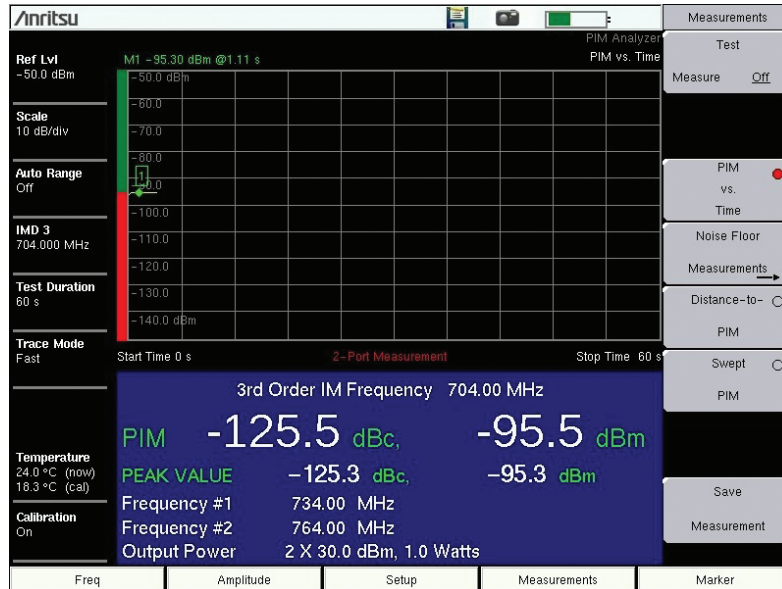 /Inritsu
Measurements
PIM Analyzer
Test
Measure Off
Ref Lvl
-50.0 dBm
M1 -95.30 dBm @1.11 s
PIM vs. Time
-50.0 dBm
-60.0
-70.0
-80.0
-100.0
-110.0
-120.0
-130.0
-140.0 dBm
1
Scale
10 dB/div
Auto Range
Off
IMD 3
704.000 MHz
Test Duration
60 s
Trace Mode
Fast
Start Time 0 s
2-Port Measurement
Stop Time 60 s
PIM
vs.
Time
Noise Floor
Measurements
Distance-to-
PIM
Swept
PIM
3rd Order IM Frequency 704.00 MHz
PIM -125.5 dBc, -95.5 dBm
PEAK VALUE -125.3 dBc, -95.3 dBm
Frequency #1 734.00 MHz
Frequency #2 764.00 MHz
Output Power 2 X 30.0 dBm, 1.0 Watts
Temperature
24.0 °C (now)
18.3 °C (cal)
Calibration
On
Save
Measurement
Freq
Amplitude
Setup
Measurements
Marker